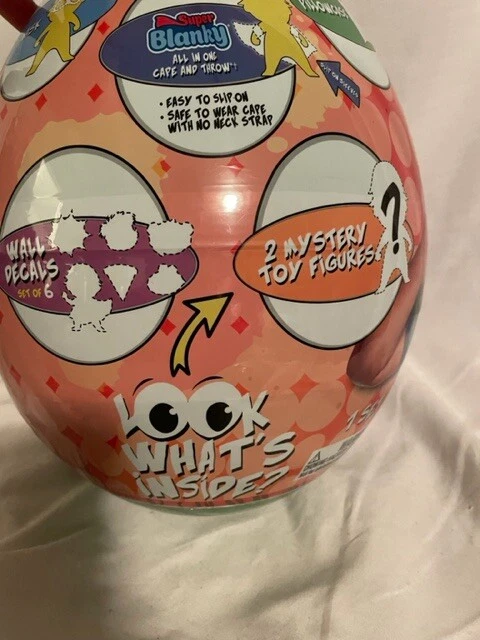 PILLOWCASE
Super
Blanky
ALL IN ONE
CAPE AND THROW
• EASY TO SLIP ON
• SAFE TO WEAR CAPE
WITH NO NECK STRAP
WALL
DECALS
SET OF 6
2 MYSTERY
TOY FIGURES
?
LOOK
WHAT'S
INSIDE?